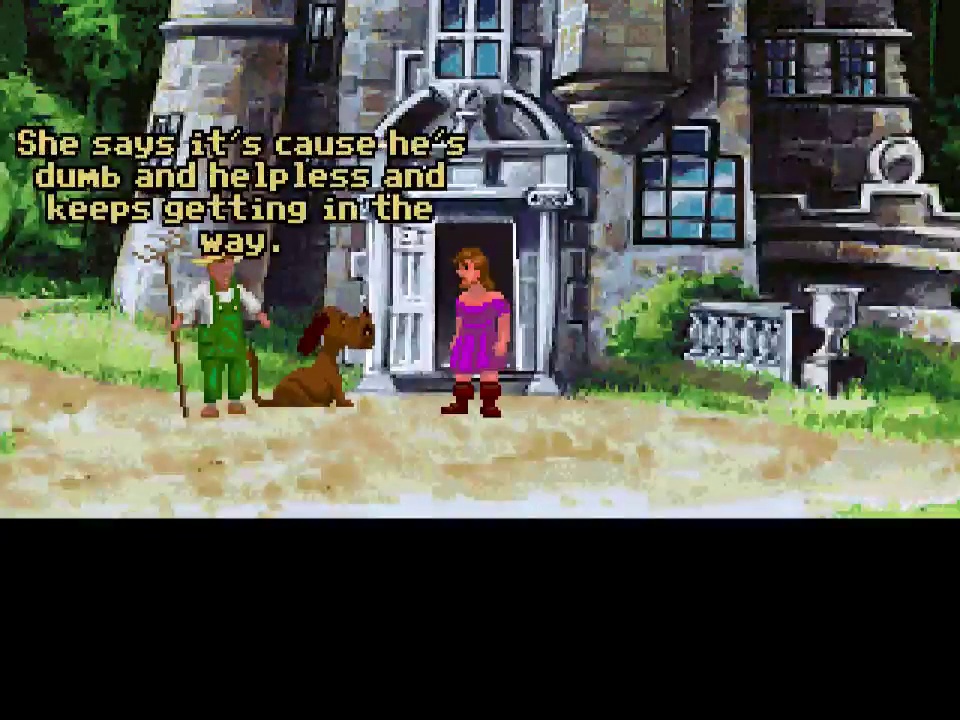 She says it's cause he's
dumb and helpless and
keeps getting in the
way.